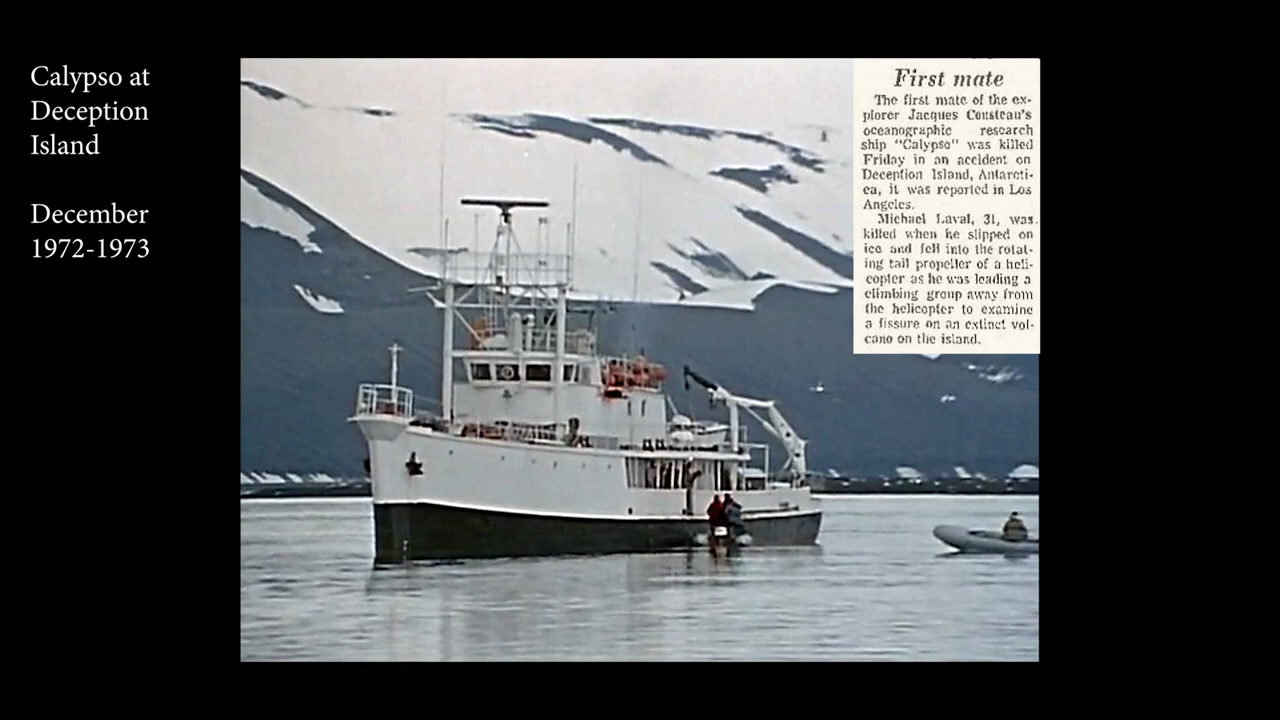 Calypso at
Deception
Island
December
1972-1973
First mate
The first mate of the ex-
plorer Jacques Cousteau's
oceanographic research
ship "Calypso" was killed
Friday in an accident on
Deception Island, Antarcti-
ca, it was reported in Los
Angeles.
Michael Laval, 31, was
killed when he slipped on
ice and fell into the rotat-
ing tail propeller of a heli-
copter as he was leading a
climbing group away from
the helicopter to examine
a fissure on an extinct vol-
cano on the island.